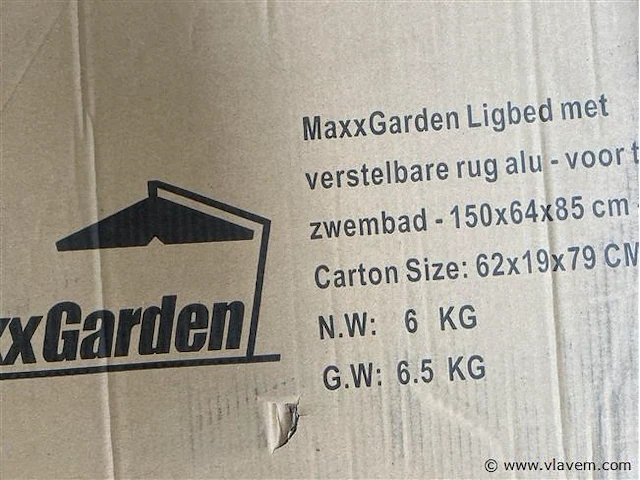 MaxxGarden Ligbed met
verstelbare rug alu - voor t
zwembad - 150x64x85 cm -
Carton Size: 62x19x79 CM
N.W: 6 KG
G.W: 6.5 KG
xxGarden
© www.vlavem.com